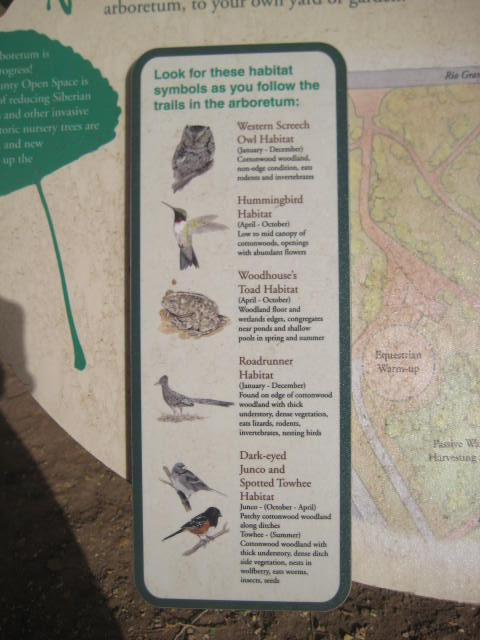 arboretum, to your own yard or garden.
boretum is
rogress!
unty Open Space is
of reducing Siberian
and other invasive
toric nursery trees are
and new
up the
Look for these habitat
symbols as you follow the
trails in the arboretum:
Western Screech
Owl Habitat
(January - December)
Cottonwood woodland,
non-edge condition, eats
rodents and invertebrates
Hummingbird
Habitat
(April - October)
Low to mid canopy of
cottonwoods, openings
with abundant flowers
Woodhouse's
Toad Habitat
(April - October)
Woodland floor and
wetlands edges, congregates
near ponds and shallow
pools in spring and summer
Roadrunner
Habitat
(January - December)
Found on edge of cottonwood
woodland with thick
understory, dense vegetation,
eats lizards, rodents,
invertebrates, nesting birds
Dark-eyed
Junco and
Spotted Towhee
Habitat
Junco - (October - April)
Patchy cottonwood woodland
along ditches
Towhee - (Summer)
Cottonwood woodland with
thick understory, dense ditch
side vegetation, nests in
wolfberry, eats worms,
insects, seeds
Rio Gran
Equestrian
Warm-up
Passive Wa
Harvesting